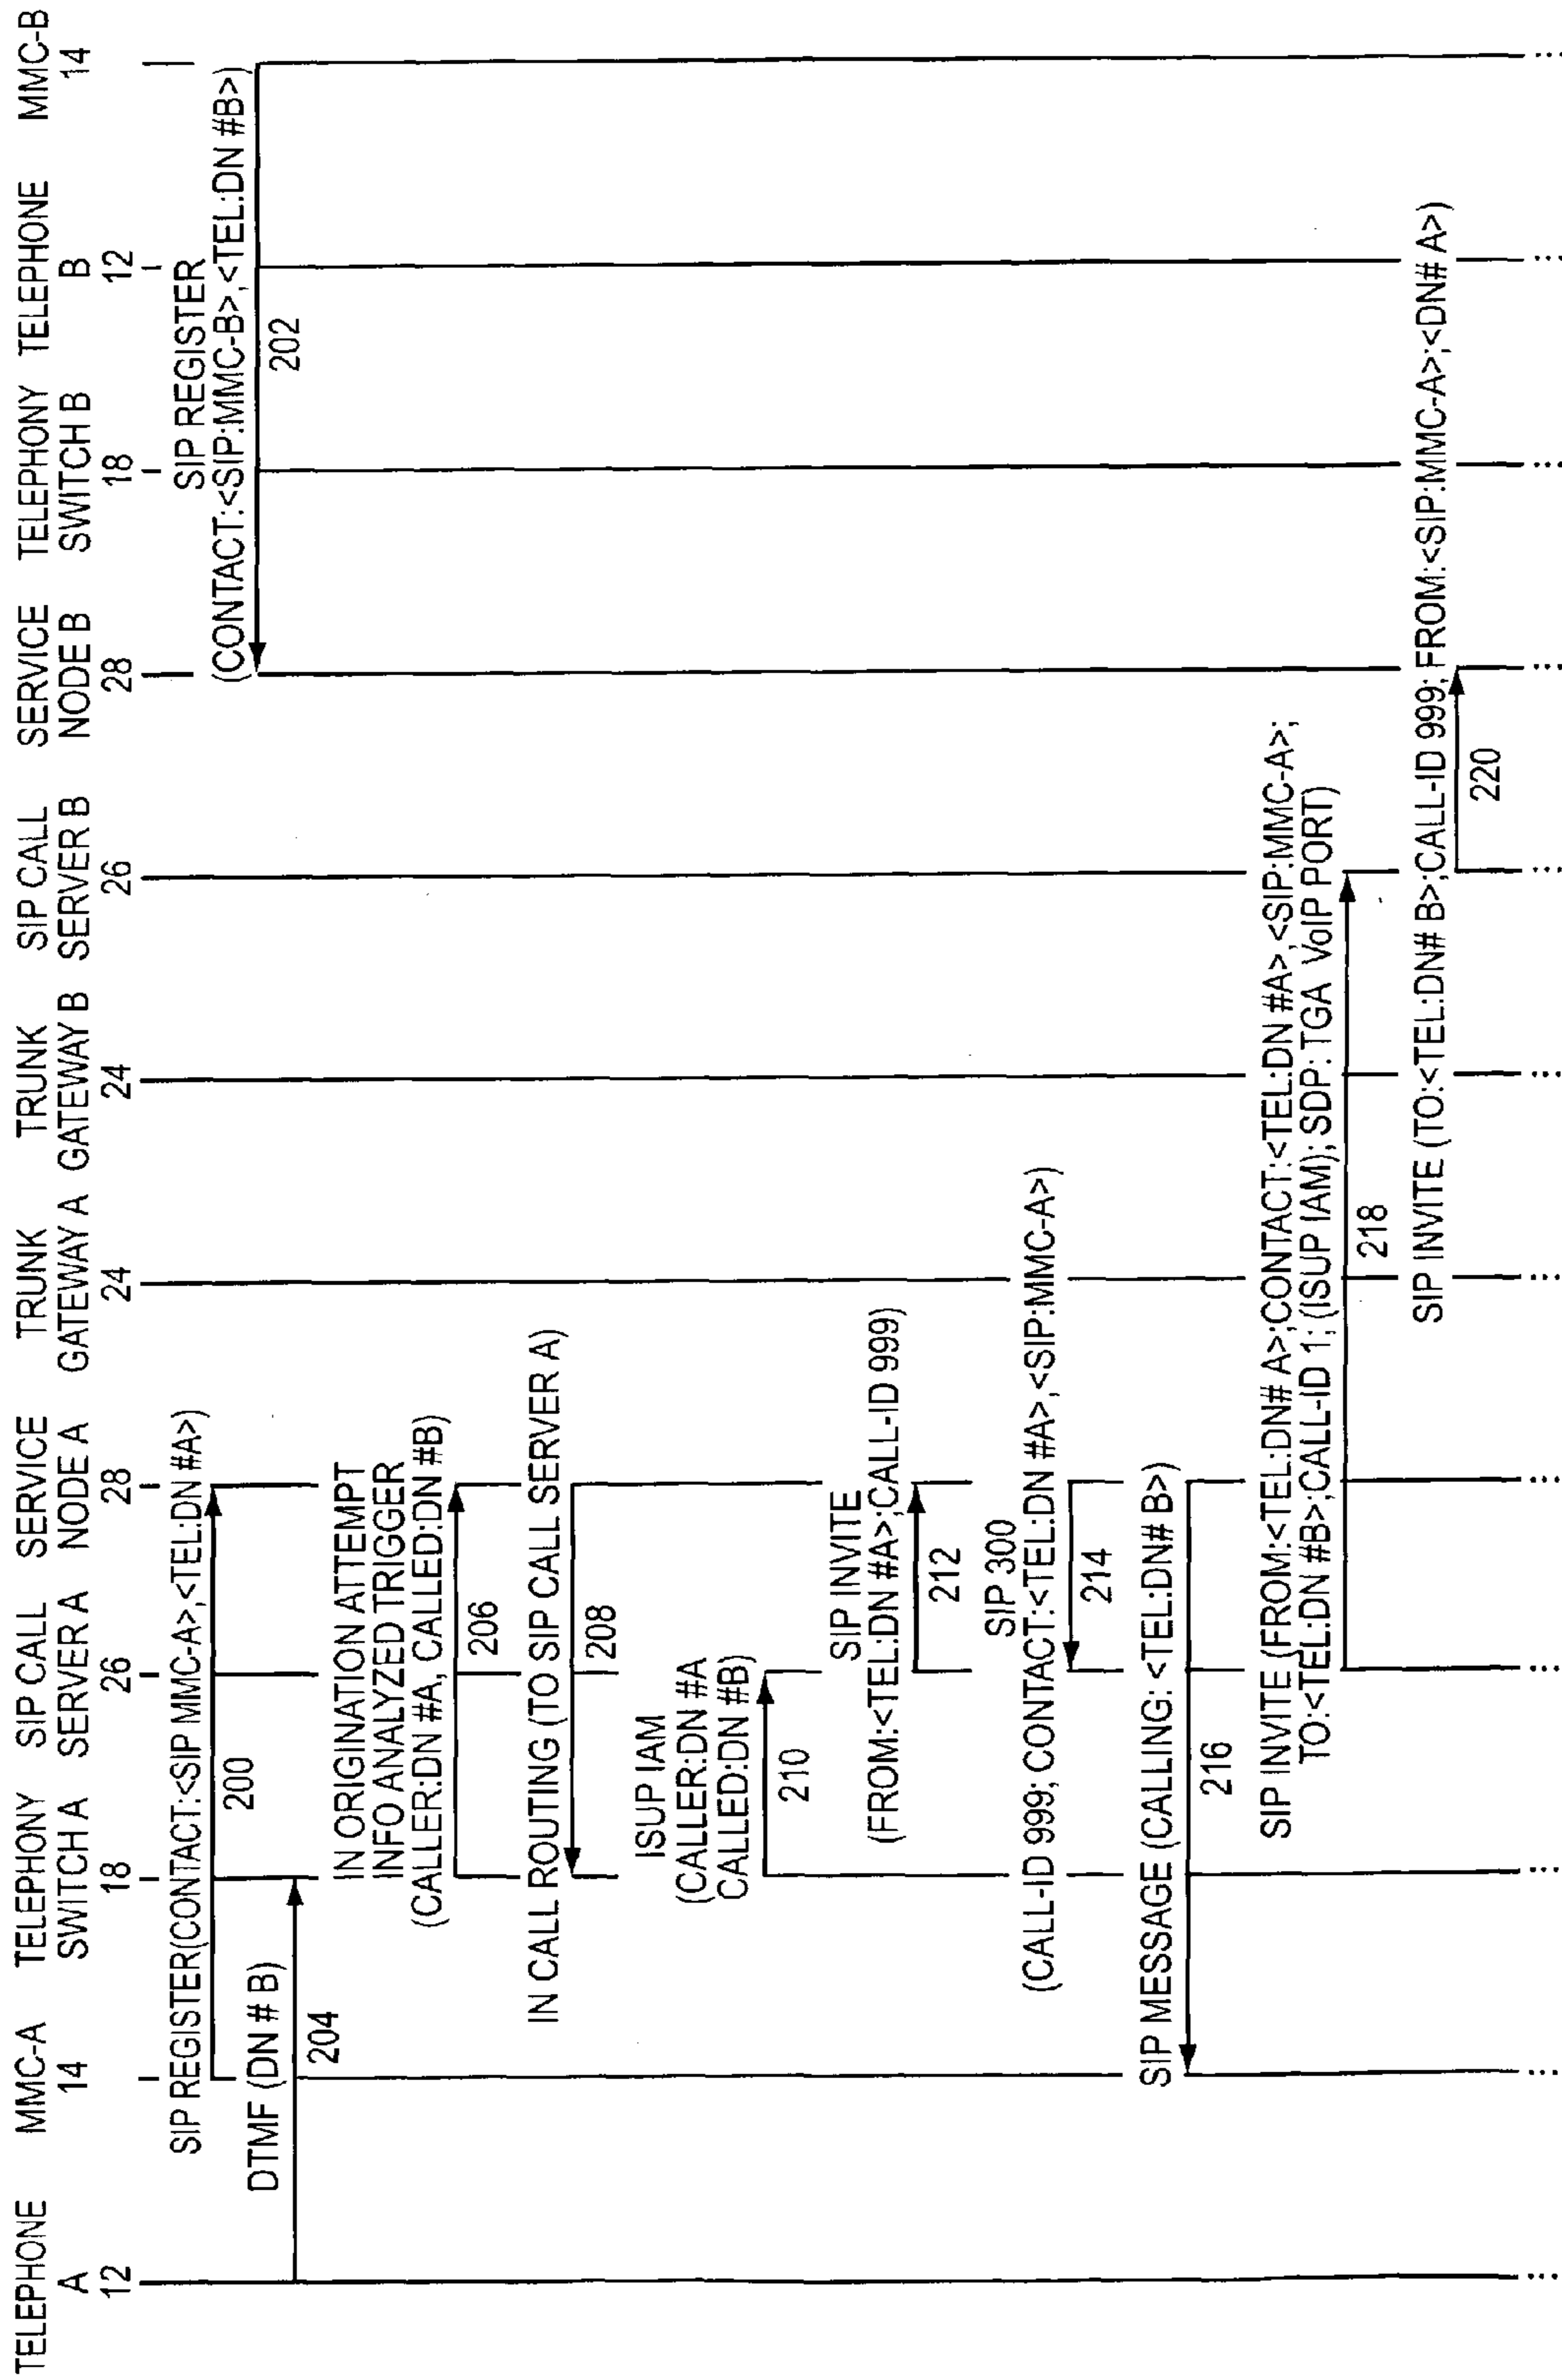 TELEPHONE A 12
MMC-A 14
TELEPHONY SWITCH A 18
SIP CALL SERVER A 26
SERVICE NODE A 28
TRUNK GATEWAY A 24
TRUNK GATEWAY B 24
SIP CALL SERVER B 26
SERVICE NODE B 28
TELEPHONY SWITCH B 18
TELEPHONE B 12
MMC-B 14
SIP REGISTER(CONTACT:<SIP MMC-A>,<TEL:DN #A>)
200
SIP REGISTER
(CONTACT:<SIP:MMC-B>,<TEL:DN #B>)
202
DTMF (DN # B)
204
IN ORIGINATION ATTEMPT
INFO ANALYZED TRIGGER
(CALLER:DN #A, CALLED:DN #B)
206
IN CALL ROUTING (TO SIP CALL SERVER A)
208
ISUP IAM
(CALLER:DN #A
CALLED:DN #B)
210
SIP INVITE
(FROM:<TEL:DN #A>;CALL-ID 999)
212
SIP 300
(CALL-ID 999; CONTACT:<TEL:DN #A>,<SIP:MMC-A>)
214
SIP MESSAGE (CALLING: <TEL:DN# B>)
216
SIP INVITE (FROM:<TEL:DN# A>;CONTACT:<TEL:DN #A>,<SIP:MMC-A>;
TO:<TEL:DN #B>;CALL-ID 1; (ISUP IAM); SDP: TGA VoIP PORT)
218
SIP INVITE (TO:<TEL:DN# B>;CALL-ID 999; FROM:<SIP:MMC-A>;<DN# A>)
220